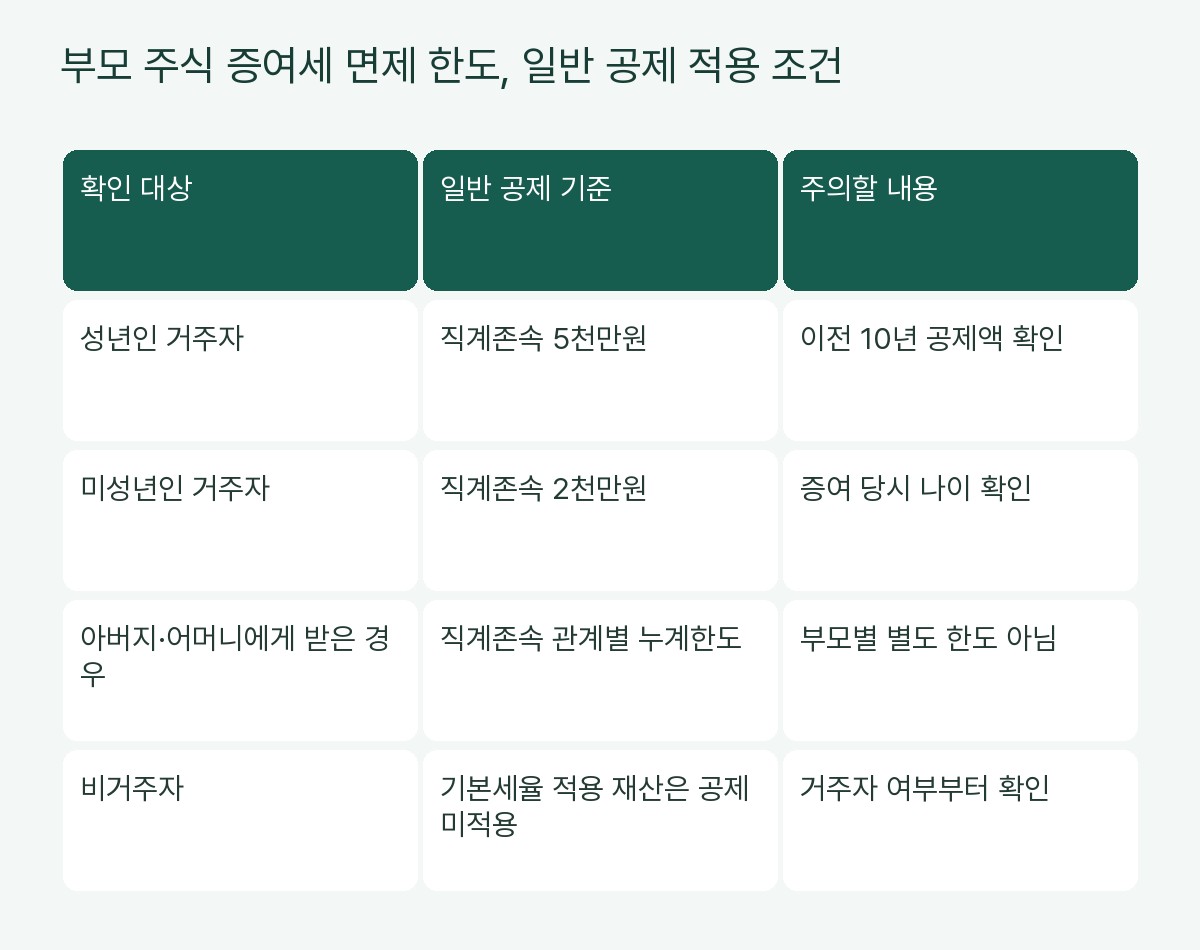 부모 주식 증여세 면제 한도, 일반 공제 적용 조건
확인 대상
일반 공제 기준
주의할 내용
성년인 거주자
직계존속 5천만원
이전 10년 공제액 확인
미성년인 거주자
직계존속 2천만원
증여 당시 나이 확인
아버지·어머니에게 받은 경
우
직계존속 관계별 누계한도
부모별 별도 한도 아님
비거주자
기본세율 적용 재산은 공제
미적용
거주자 여부부터 확인